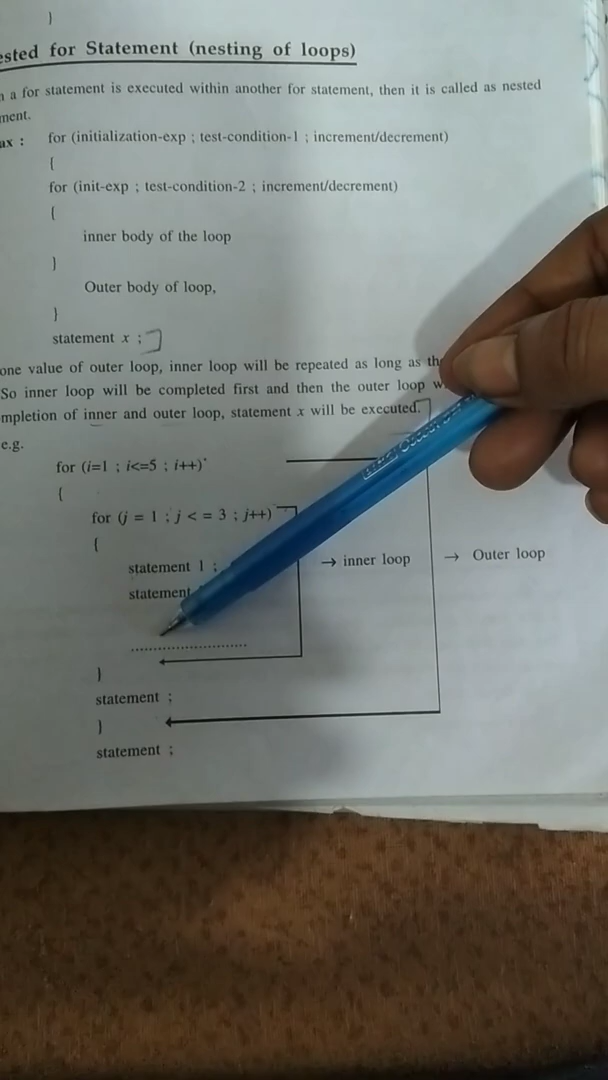 }
ested for Statement (nesting of loops)
a for statement is executed within another for statement, then it is called as nested
ment.
ax : for (initialization-exp ; test-condition-1 ; increment/decrement)
{
for (init-exp ; test-condition-2 ; increment/decrement)
{
inner body of the loop
}
Outer body of loop,
}
statement x ;
one value of outer loop, inner loop will be repeated as long as
So inner loop will be completed first and then the outer loop
mpletion of inner and outer loop, statement x will be executed.
e.g.
for (i=1 ; i<=5 ; i++)
{
for (j = 1 ; j < = 3 ; j++)
{
statement 1 ;
→ inner loop → Outer loop
statement
........................
}
statement ;
}
statement ;